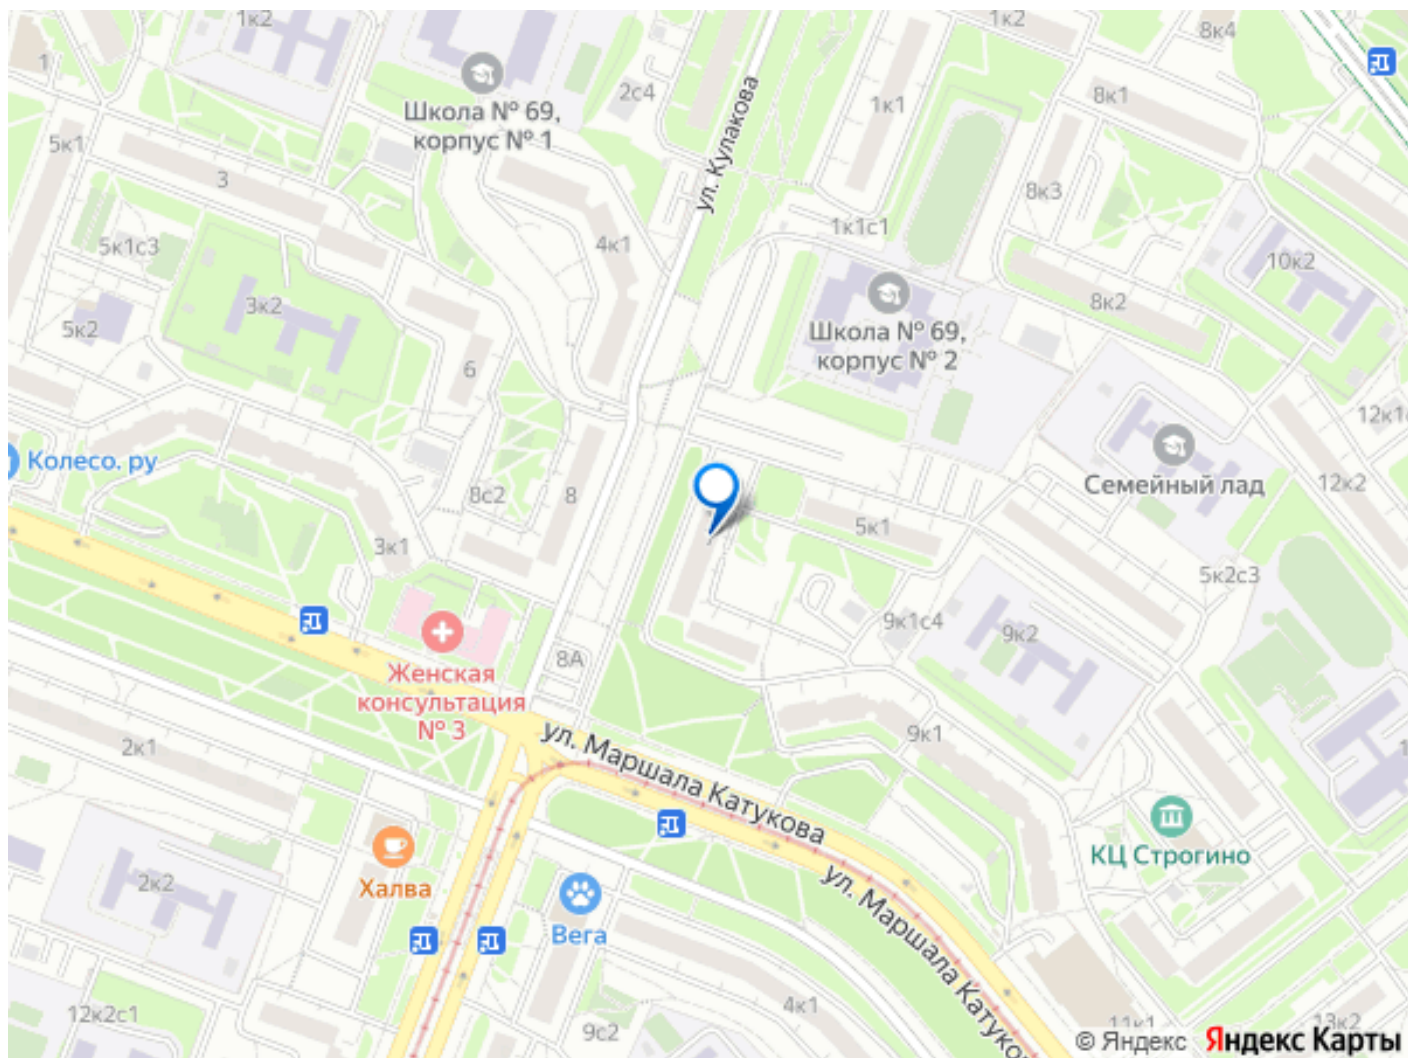 1к2
1к2
8к4
1
Школа № 69,
корпус № 1
2с4
ул. Кулакова
1к1
8к1
5к1
3
8к3
5к1с3
4к1
1к1с1
10к2
3к2
5к2
8к2
Школа № 69,
корпус № 2
6
12к1
Колесо. ру
8с2
8
5к1
Семейный лад
12к2
3к1
5к2с3
9к1с4
9к2
8А
Женская
консультация
№ 3
2к1
ул. Маршала Катукова
9к1
КЦ Строгино
2к2
Халва
Вега
ул. Маршала Катуко
12к2с1
9с2
4к1
11к1
13к2
© Яндекс Яндекс Карты